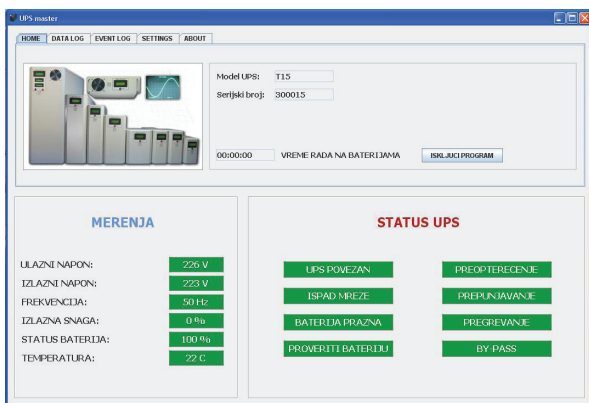 UPS master
HOME DATA LOG EVENT LOG SETTINGS ABOUT
Model UPS: T15
Serijski broj: 300015
00:00:00 VREME RADA NA BATERIJAMA ISKLJUCI PROGRAM
MERENJA
ULAZNI NAPON: 226 V
IZLAZNI NAPON: 223 V
FREKVENCIJA: 50 Hz
IZLAZNA SNAGA: 0 %
STATUS BATERIJA: 100 %
TEMPERATURA: 22 C
STATUS UPS
UPS POVEZAN PREOPTERECENJE
ISPAD MREZE PREPUNJAVANJE
BATERIJA PRAZNA PREGREVANJE
PROVERITI BATERIJU BY-PASS